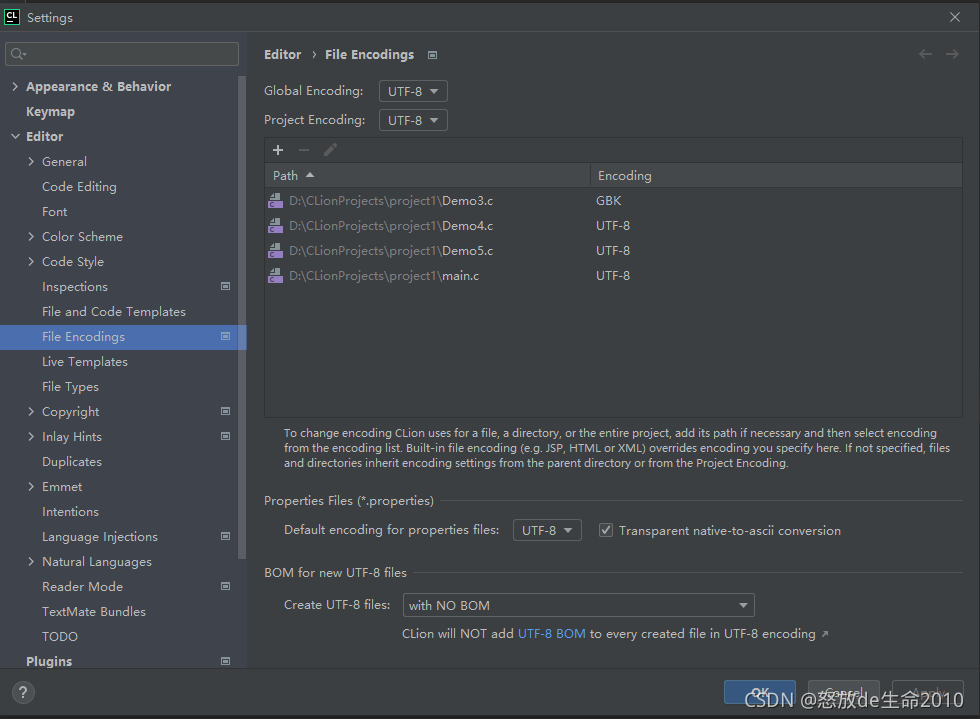 CL Settings
Appearance & Behavior
Keymap
Editor
General
Code Editing
Font
Color Scheme
Code Style
Inspections
File and Code Templates
File Encodings
Live Templates
File Types
Copyright
Inlay Hints
Duplicates
Emmet
Intentions
Language Injections
Natural Languages
Reader Mode
TextMate Bundles
TODO
Plugins
Editor › File Encodings
Global Encoding: UTF-8
Project Encoding: UTF-8
Path Encoding
D:\CLionProjects\project1\Demo3.c GBK
D:\CLionProjects\project1\Demo4.c UTF-8
D:\CLionProjects\project1\Demo5.c UTF-8
D:\CLionProjects\project1\main.c UTF-8
To change encoding CLion uses for a file, a directory, or the entire project, add its path if necessary and then select encoding
from the encoding list. Built-in file encoding (e.g. JSP, HTML or XML) overrides encoding you specify here. If not specified, files
and directories inherit encoding settings from the parent directory or from the Project Encoding.
Properties Files (*.properties)
Default encoding for properties files: UTF-8 Transparent native-to-ascii conversion
BOM for new UTF-8 files
Create UTF-8 files: with NO BOM
CLion will NOT add UTF-8 BOM to every created file in UTF-8 encoding ↗
? OK Cancel Apply
CSDN @怒放de生命2010